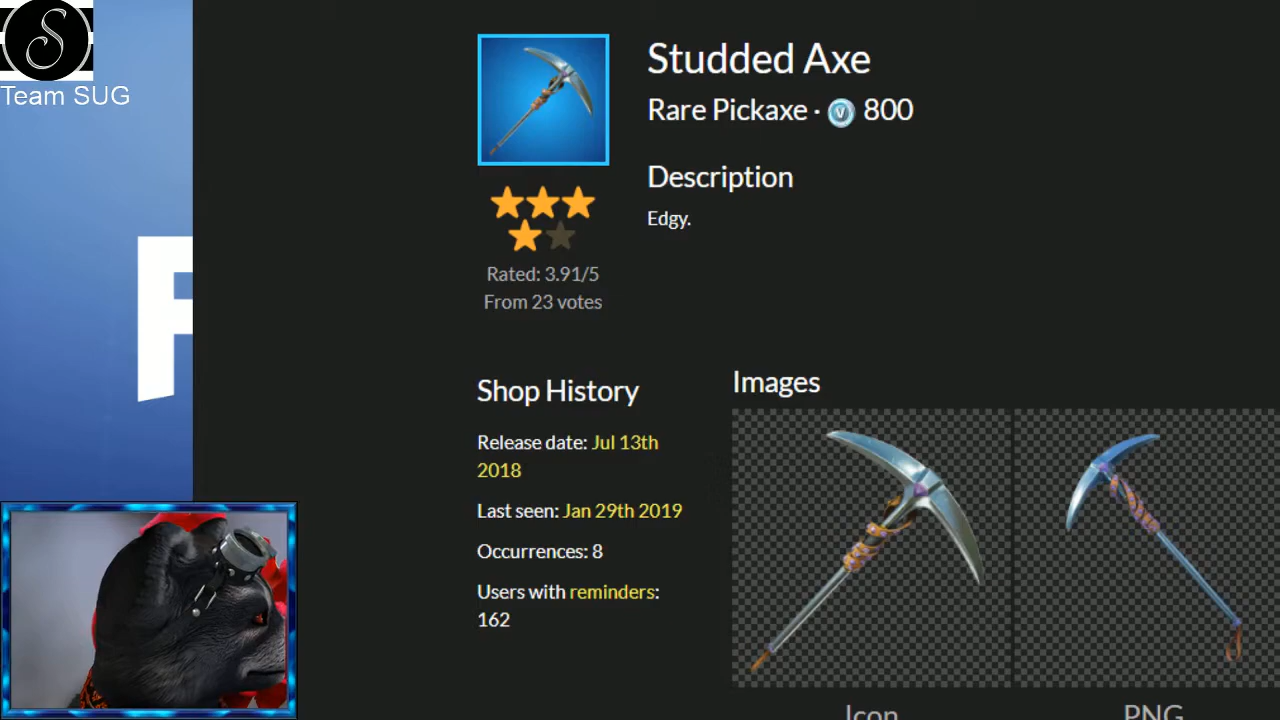 S
Team SUG
F
Studded Axe
Rare Pickaxe · V 800
Description
Edgy.
Rated: 3.91/5
From 23 votes
Shop History
Release date: Jul 13th
2018
Last seen: Jan 29th 2019
Occurrences: 8
Users with reminders:
162
Images
Icon
PNG